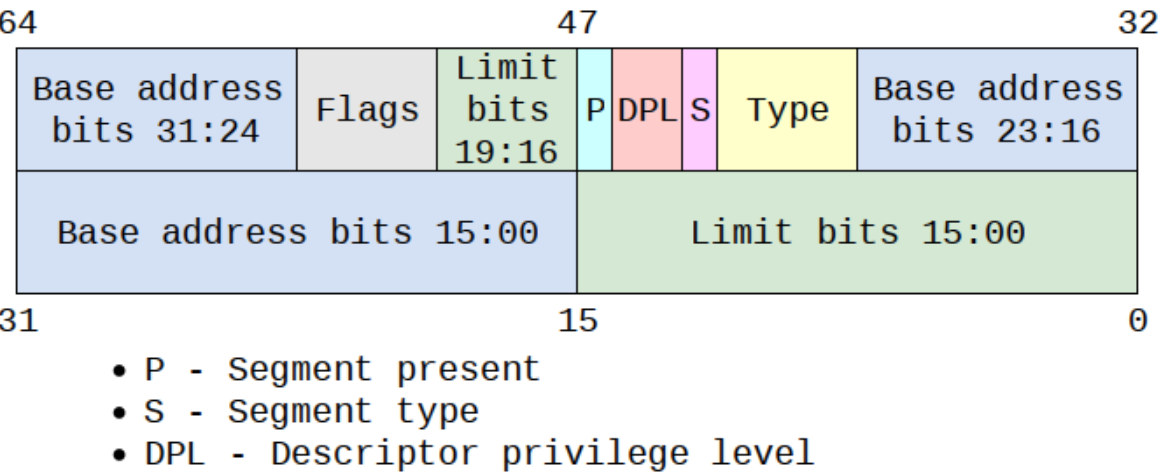 64 47 32
Base address bits 31:24
Flags
Limit bits 19:16
P
DPL
S
Type
Base address bits 23:16
Base address bits 15:00
Limit bits 15:00
31 15 0
• P - Segment present
• S - Segment type
• DPL - Descriptor privilege level